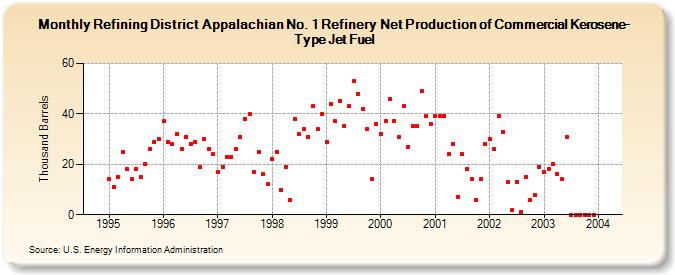 Monthly Refining District Appalachian No. 1 Refinery Net Production of Commercial Kerosene-
Type Jet Fuel
Thousand Barrels
60
40
20
0
1995 1996 1997 1998 1999 2000 2001 2002 2003 2004
Source: U.S. Energy Information Administration